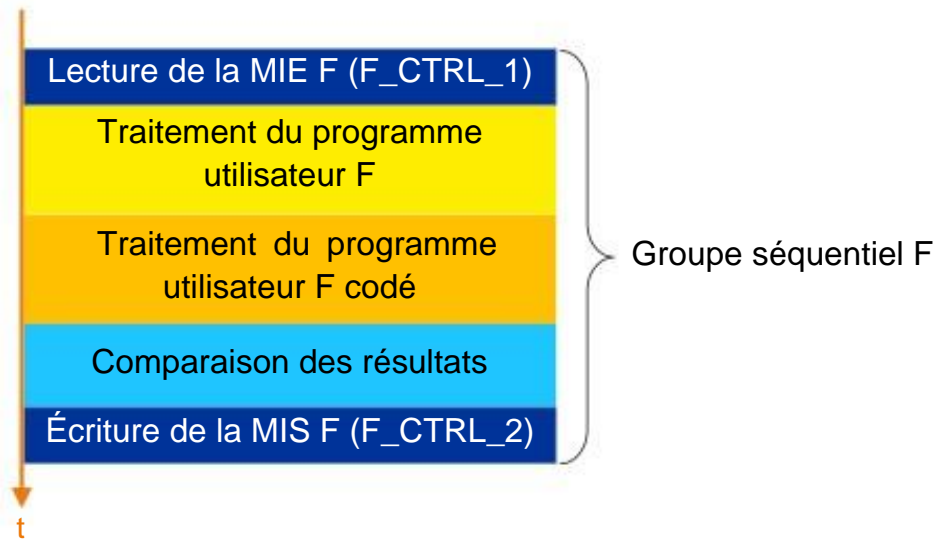 Lecture de la MIE F (F_CTRL_1)
Traitement du programme
utilisateur F
Traitement du programme
utilisateur F codé
Groupe séquentiel F
Comparaison des résultats
Écriture de la MIS F (F_CTRL_2)
t